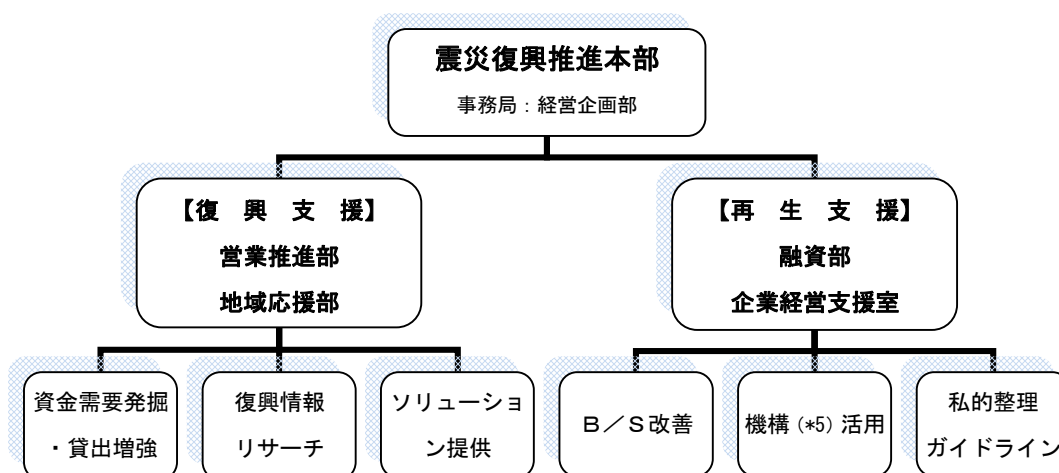 震災復興推進本部
事務局：経営企画部
【復　興　支　援】
営業推進部
地域応援部
【再　生　支　援】
融資部
企業経営支援室
資金需要発掘
・貸出増強
復興情報
リサーチ
ソリューショ
ン提供
Ｂ／Ｓ改善
機構(*5)活用
私的整理
ガイドライン